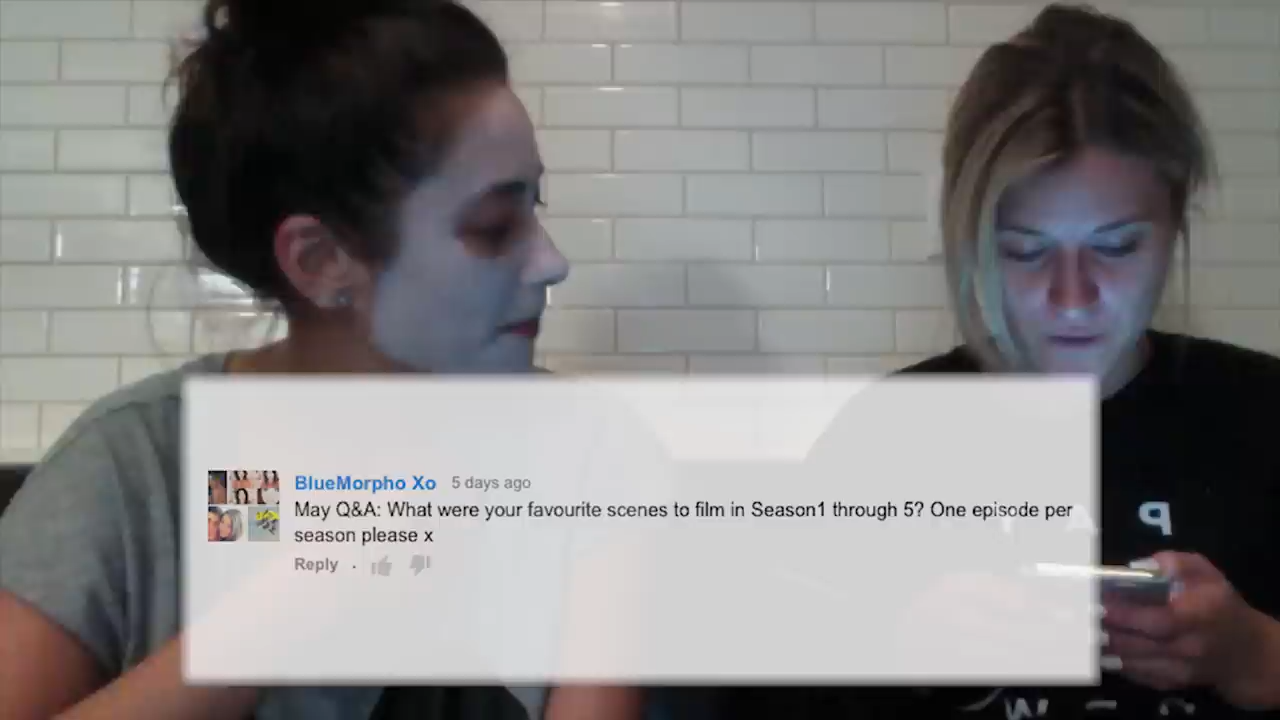 BlueMorpho Xo 5 days ago
May Q&A: What were your favourite scenes to film in Season1 through 5? One episode per
season please x
Reply .